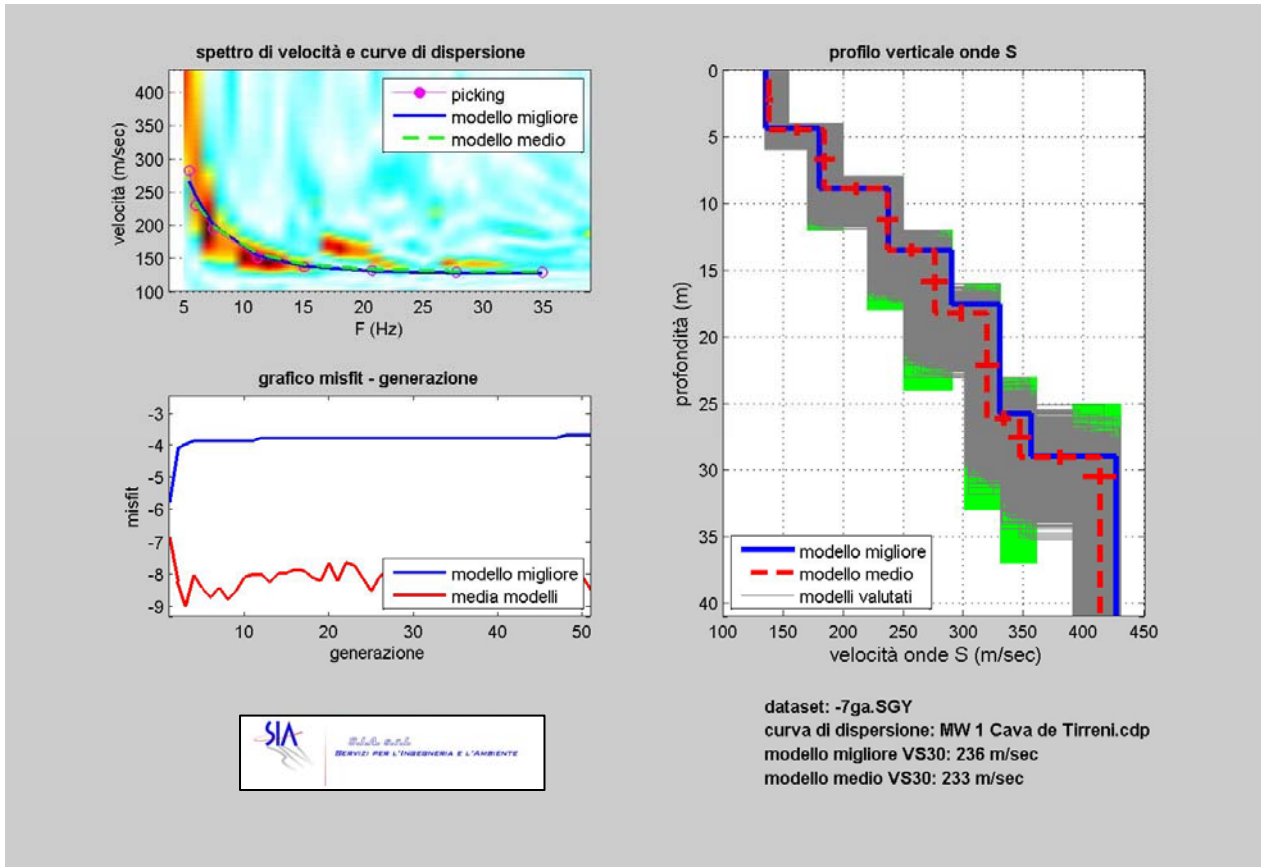 spettro di velocità e curve di dispersione
velocità (m/sec)
400
350
300
250
200
150
100
picking
modello migliore
modello medio
5 10 15 20 25 30 35
F (Hz)
grafico misfit - generazione
misfit
-3
-4
-5
-6
-7
-8
-9
modello migliore
media modelli
10 20 30 40 50
generazione
profilo verticale onde S
profondità (m)
0
5
10
15
20
25
30
35
40
modello migliore
modello medio
modelli valutati
100 150 200 250 300 350 400 450
velocità onde S (m/sec)
SIA
S.I.A. s.r.l.
SERVIZI PER L'INGEGNERIA E L'AMBIENTE
dataset: -7ga.SGY
curva di dispersione: MW 1 Cava de Tirreni.cdp
modello migliore VS30: 236 m/sec
modello medio VS30: 233 m/sec